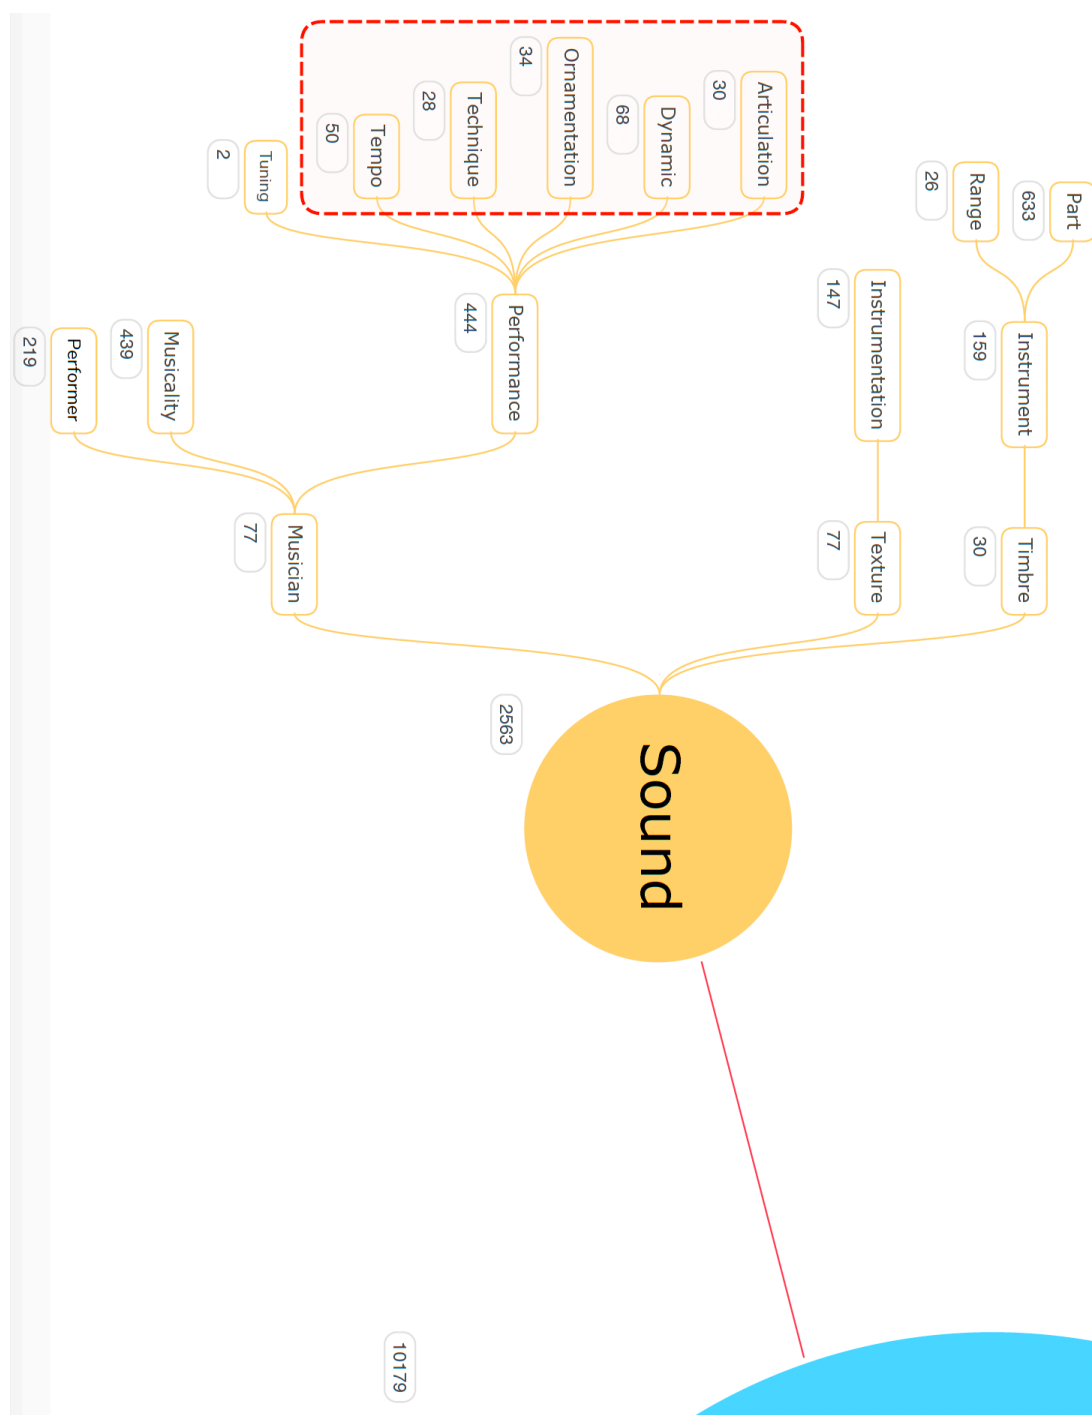 Part
633
Range
26
Instrument
159
Timbre
30
Instrumentation
147
Texture
77
Articulation
30
Dynamic
68
Ornamentation
34
Technique
28
Tempo
50
Tuning
2
Performance
444
Musicality
439
Performer
219
Musician
77
Sound
2563
10179